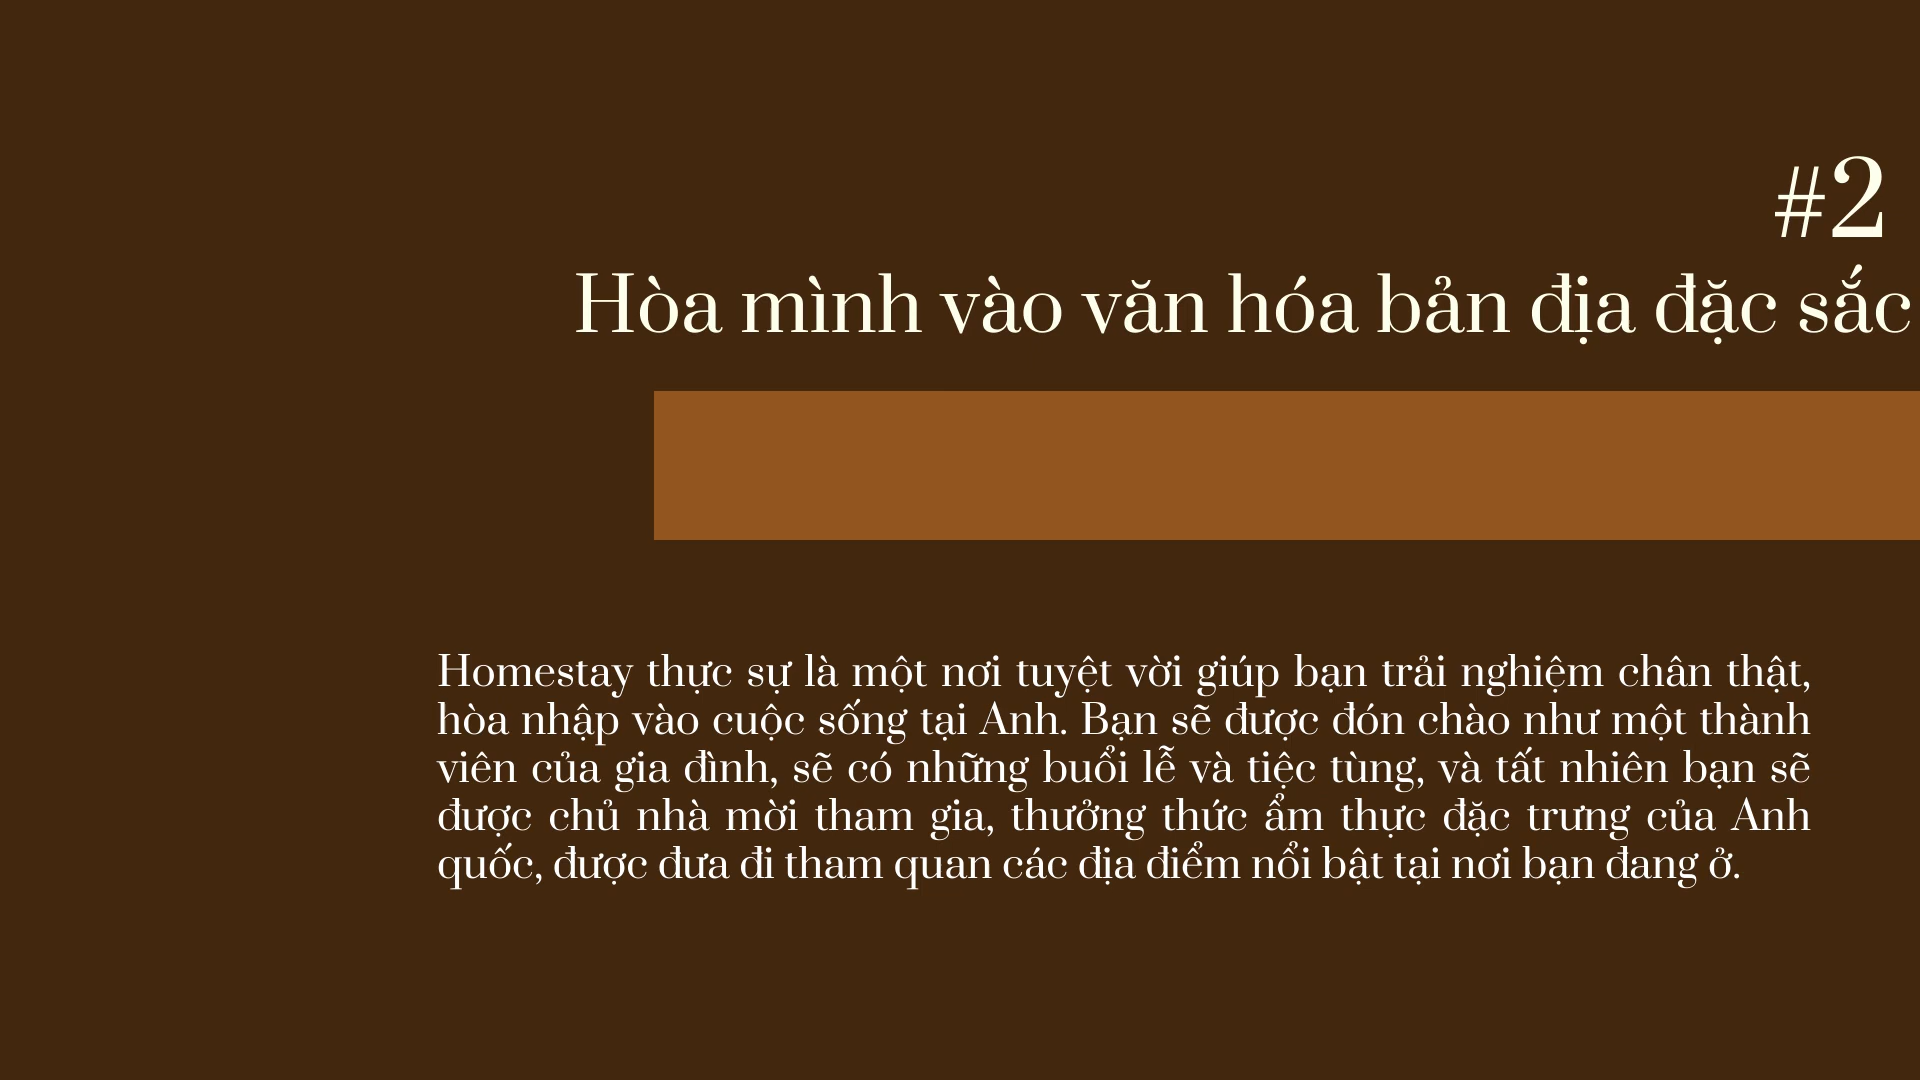 #2
Hòa mình vào văn hóa bản địa đặc sắc
Homestay thực sự là một nơi tuyệt vời giúp bạn trải nghiệm chân thật,
hòa nhập vào cuộc sống tại Anh. Bạn sẽ được đón chào như một thành
viên của gia đình, sẽ có những buổi lễ và tiệc tùng, và tất nhiên bạn sẽ
được chủ nhà mời tham gia, thưởng thức ẩm thực đặc trưng của Anh
quốc, được đưa đi tham quan các địa điểm nổi bật tại nơi bạn đang ở.